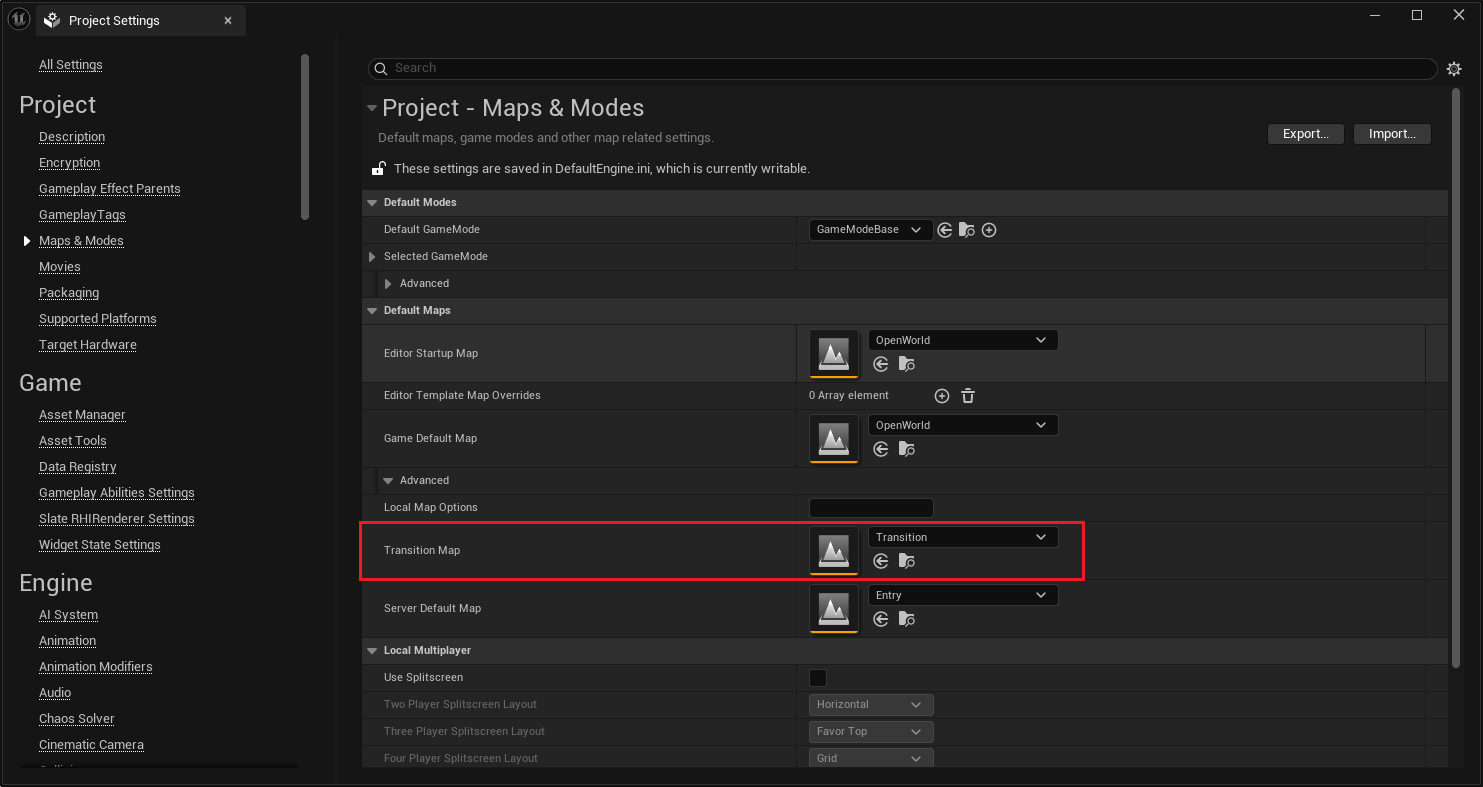 Project Settings
All Settings
Project
Description
Encryption
Gameplay Effect Parents
GameplayTags
Maps & Modes
Movies
Packaging
Supported Platforms
Target Hardware
Game
Asset Manager
Asset Tools
Data Registry
Gameplay Abilities Settings
Slate RHIRenderer Settings
Widget State Settings
Engine
AI System
Animation
Animation Modifiers
Audio
Chaos Solver
Cinematic Camera
Search
Project - Maps & Modes
Default maps, game modes and other map related settings.
Export...
Import...
These settings are saved in DefaultEngine.ini, which is currently writable.
Default Modes
Default GameMode
GameModeBase
Selected GameMode
Advanced
Default Maps
Editor Startup Map
OpenWorld
Editor Template Map Overrides
0 Array element
Game Default Map
OpenWorld
Advanced
Local Map Options
Transition Map
Transition
Server Default Map
Entry
Local Multiplayer
Use Splitscreen
Two Player Splitscreen Layout
Horizontal
Three Player Splitscreen Layout
Favor Top
Four Player Splitscreen Layout
Grid